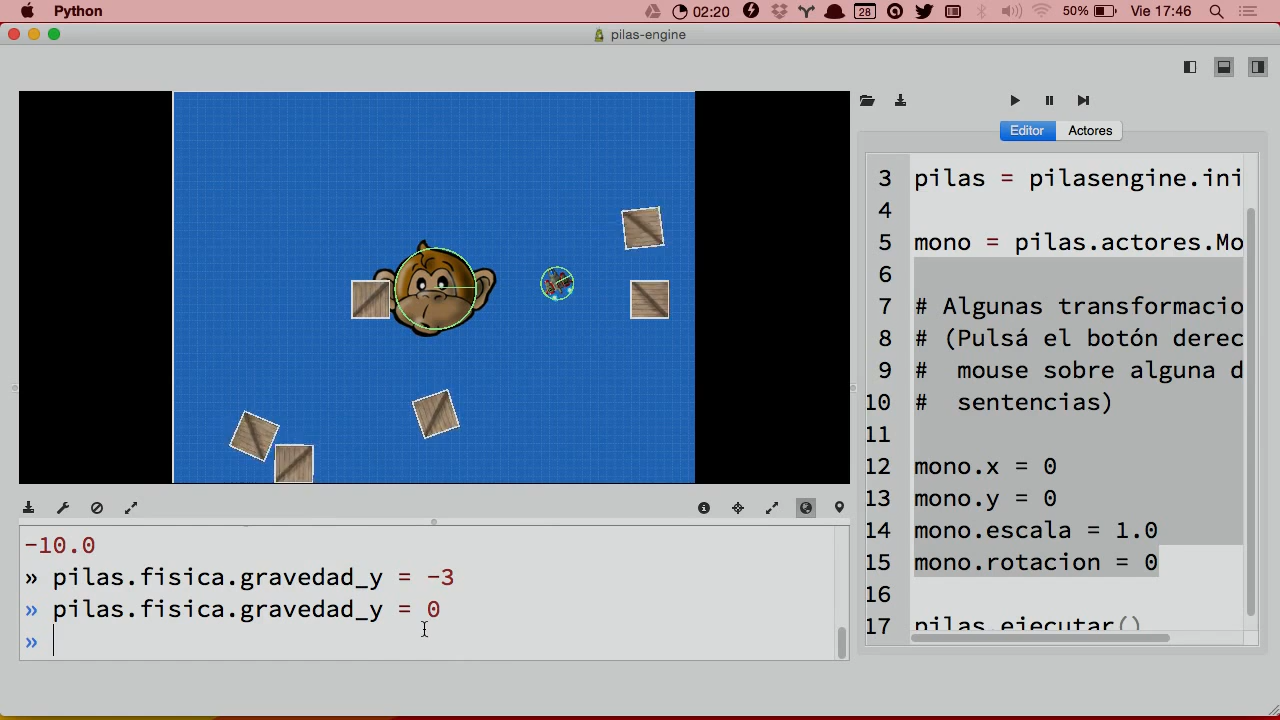 Python
02:20
28
50%
Vie 17:46
pilas-engine
Editor
Actores
3 pilas = pilasengine.ini
4
5 mono = pilas.actores.Mo
6
7 # Algunas transformacio
8 # (Pulsá el botón derec
9 #  mouse sobre alguna d
10 #  sentencias)
11
12 mono.x = 0
13 mono.y = 0
14 mono.escala = 1.0
15 mono.rotacion = 0
16
17 pilas.ejecutar()
-10.0
» pilas.fisica.gravedad_y = -3
» pilas.fisica.gravedad_y = 0
»